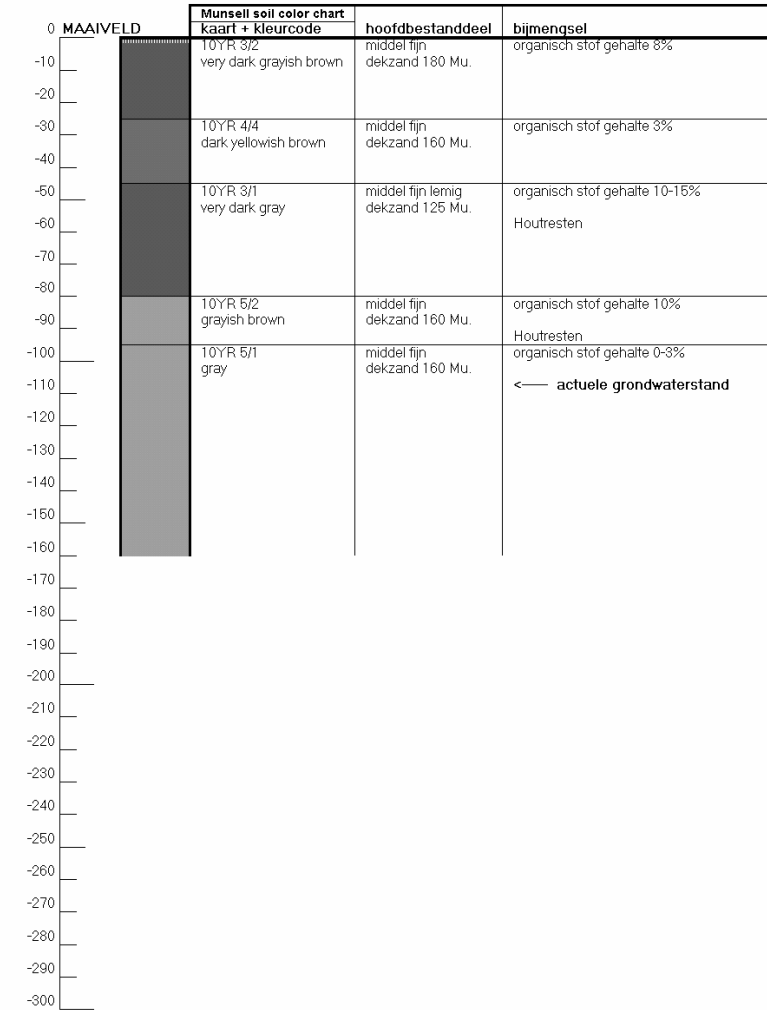 Munsell soil color chart
0 MAAIVELD kaart + kleurcode hoofdbestanddeel bijmengsel
10YR 3/2 middel fijn organisch stof gehalte 8%
-10 very dark grayish brown dekzand 180 Mu.
-20
-30 10YR 4/4 middel fijn organisch stof gehalte 3%
dark yellowish brown dekzand 160 Mu.
-40
-50 10YR 3/1 middel fijn lemig organisch stof gehalte 10-15%
very dark gray dekzand 125 Mu.
-60 Houtresten
-70
-80
10YR 5/2 middel fijn organisch stof gehalte 10%
-90 grayish brown dekzand 160 Mu.
Houtresten
-100 10YR 5/1 middel fijn organisch stof gehalte 0-3%
gray dekzand 160 Mu.
-110 <— actuele grondwaterstand
-120
-130
-140
-150
-160
-170
-180
-190
-200
-210
-220
-230
-240
-250
-260
-270
-280
-290
-300